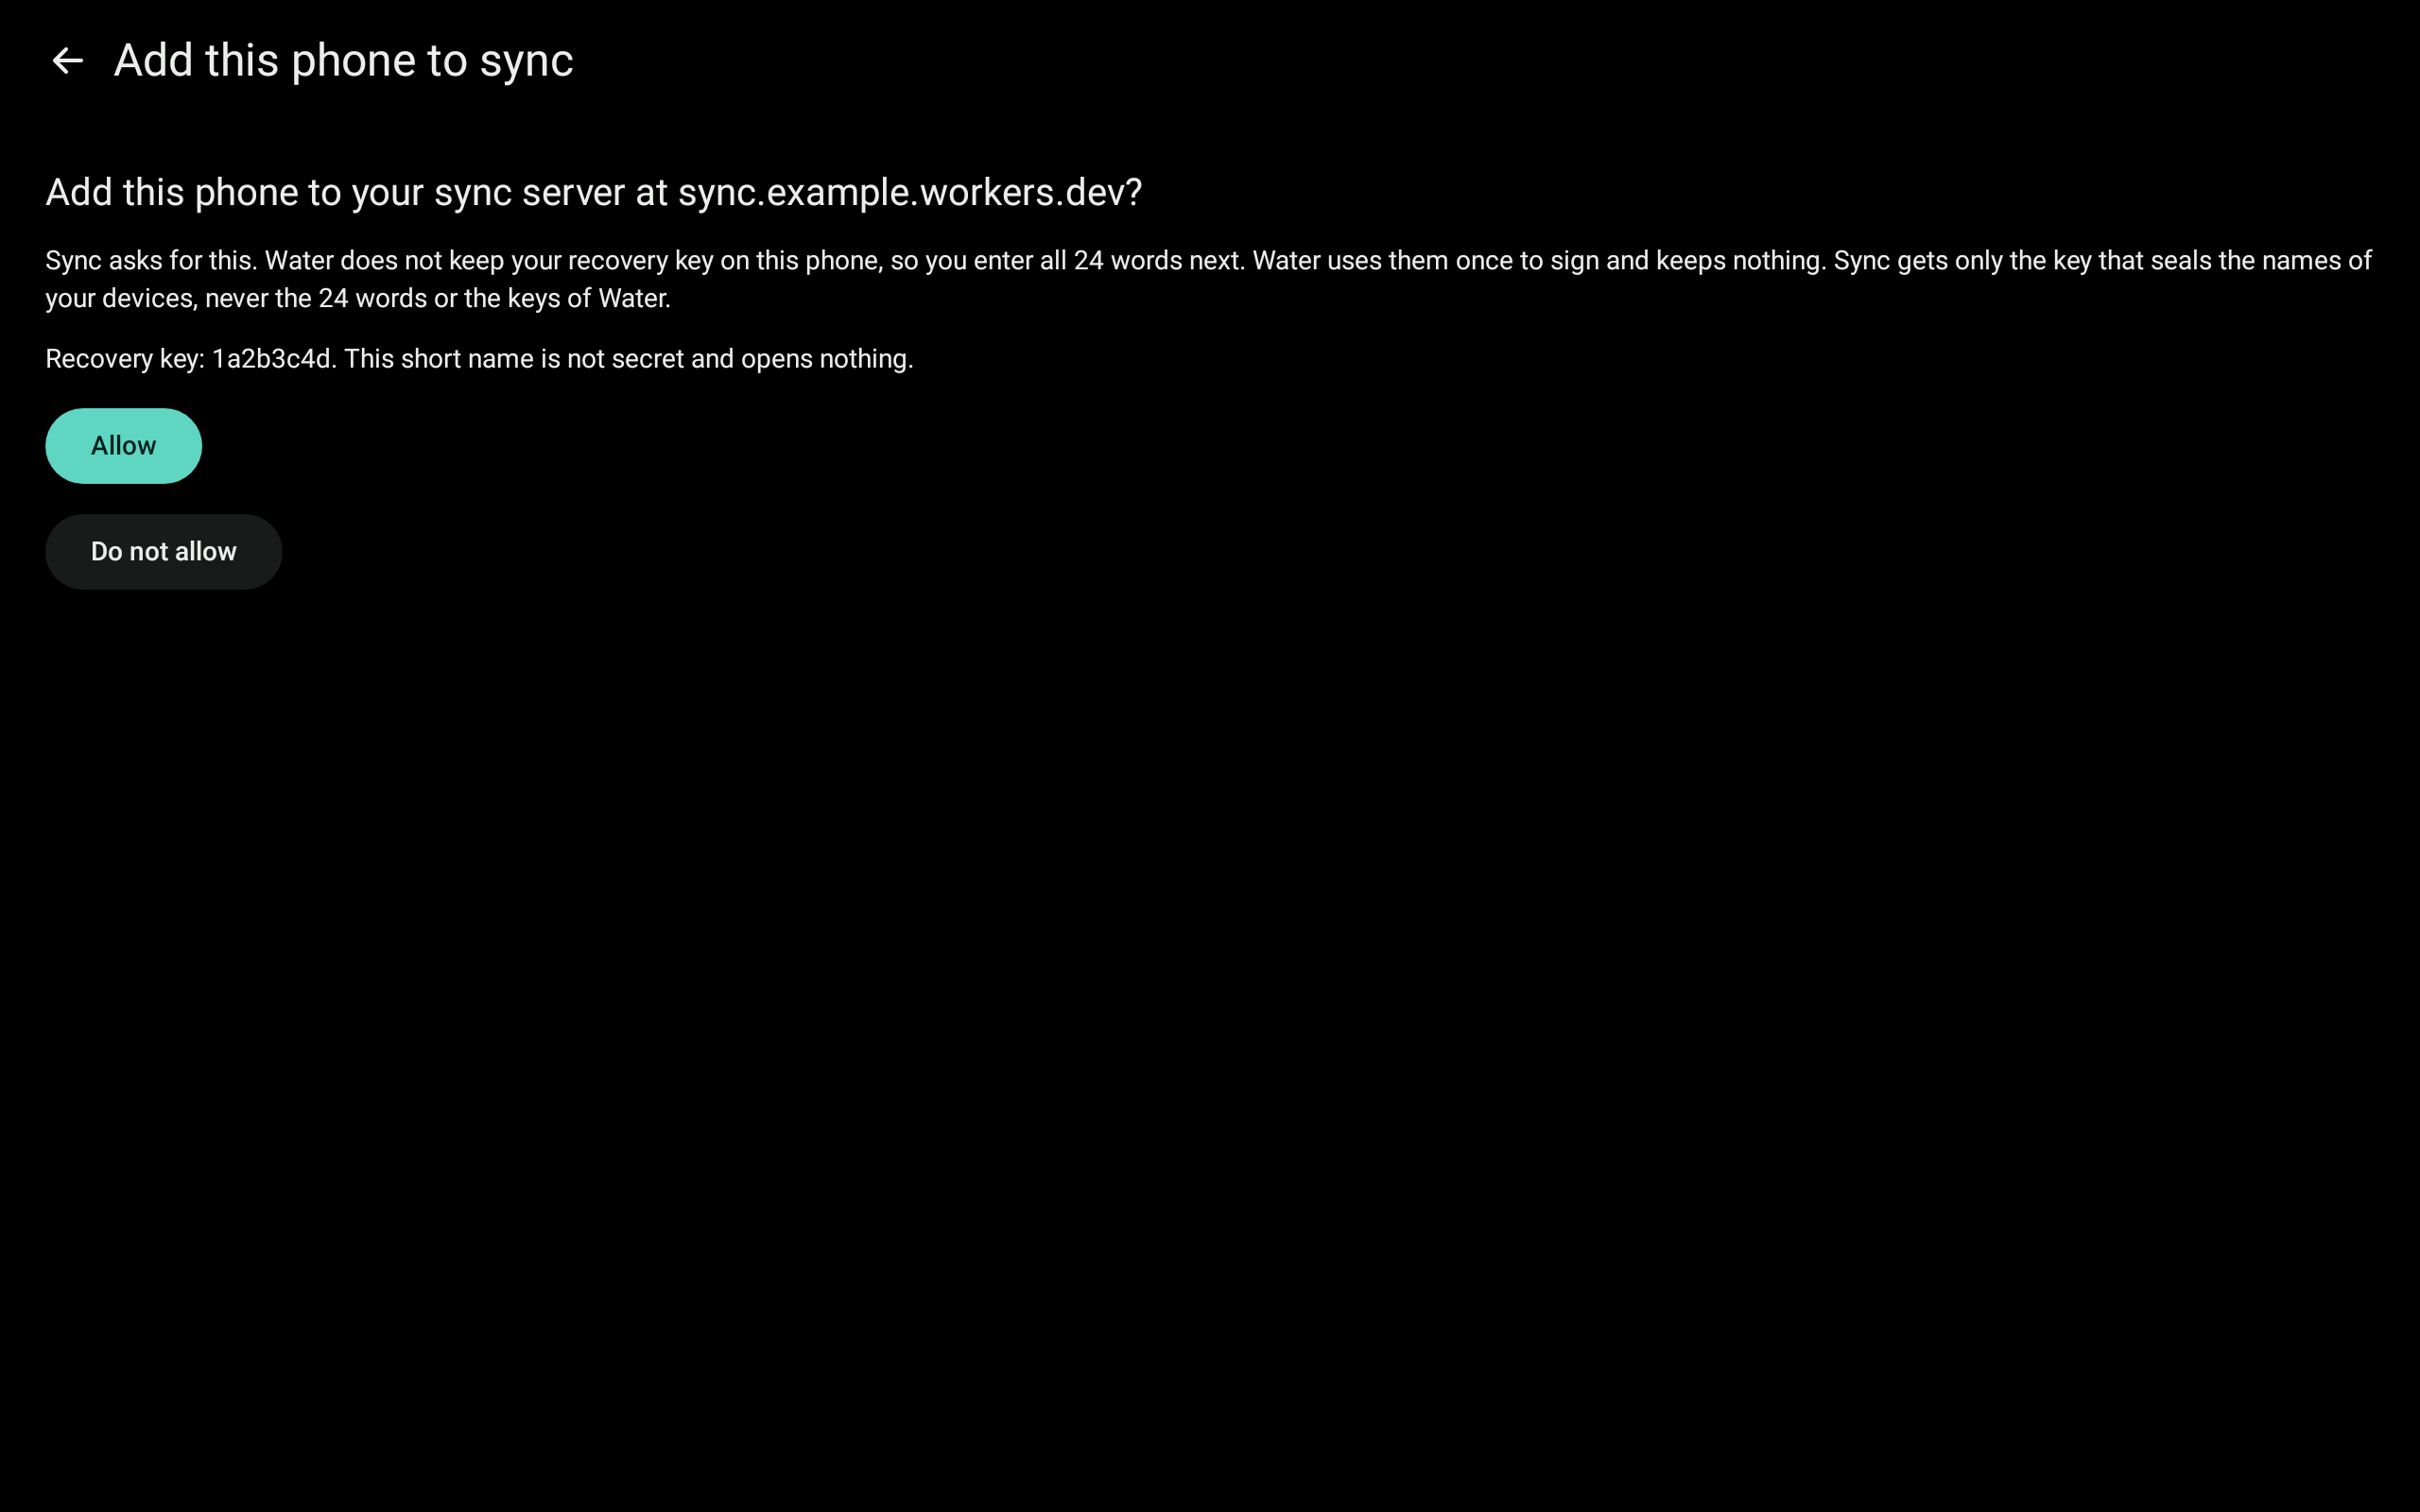 Add this phone to sync
Add this phone to your sync server at sync.example.workers.dev?
Sync asks for this. Water does not keep your recovery key on this phone, so you enter all 24 words next. Water uses them once to sign and keeps nothing. Sync gets only the key that seals the names of
your devices, never the 24 words or the keys of Water.
Recovery key: 1a2b3c4d. This short name is not secret and opens nothing.
Allow
Do not allow